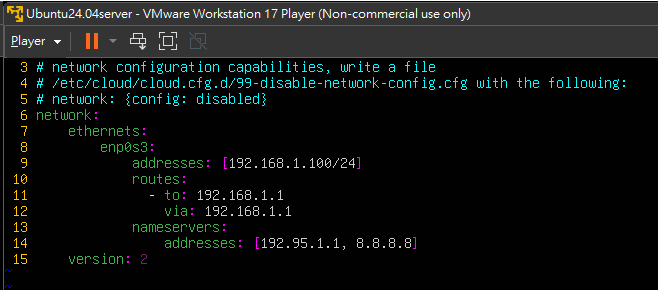 Ubuntu24.04server - VMware Workstation 17 Player (Non-commercial use only)
Player
3 # network configuration capabilities, write a file
4 # /etc/cloud/cloud.cfg.d/99-disable-network-config.cfg with the following:
5 # network: {config: disabled}
6 network:
7     ethernets:
8         enp0s3:
9             addresses: [192.168.1.100/24]
10             routes:
11               - to: 192.168.1.1
12                 via: 192.168.1.1
13             nameservers:
14                 addresses: [192.95.1.1, 8.8.8.8]
15     version: 2
~
~